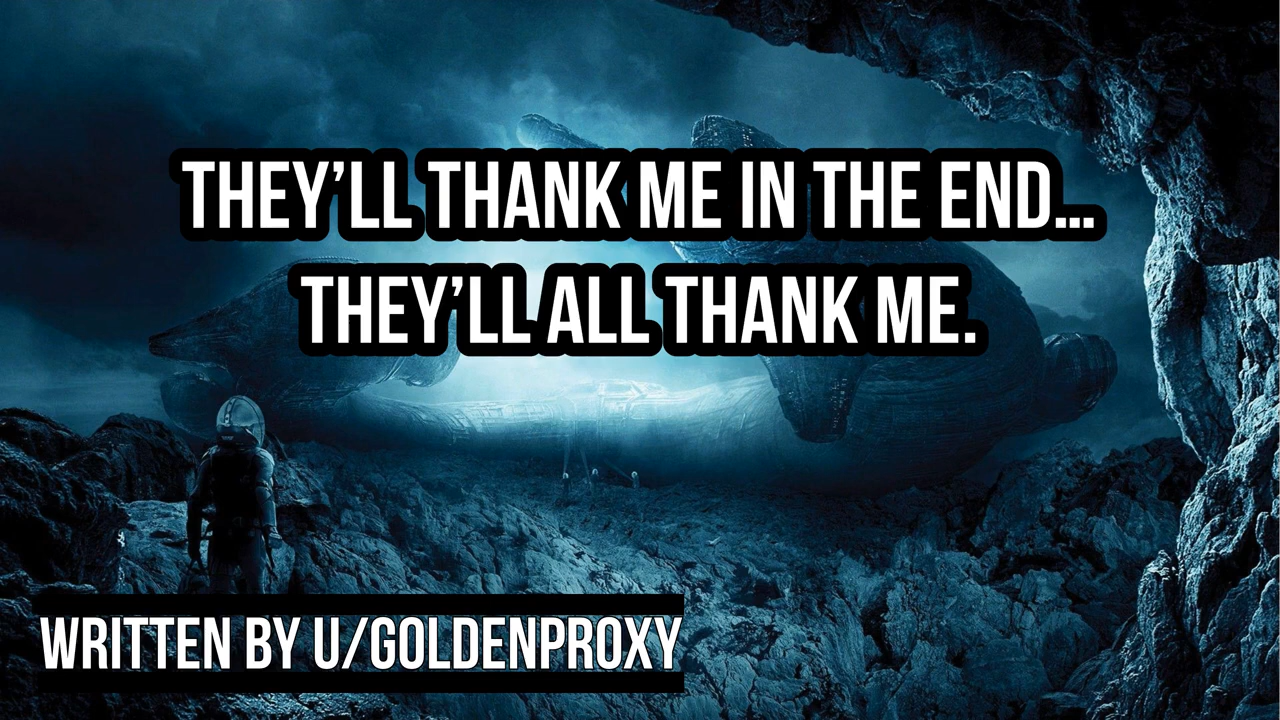 THEY’LL THANK ME IN THE END...
THEY’LL ALL THANK ME.
WRITTEN BY U/GOLDENPROXY